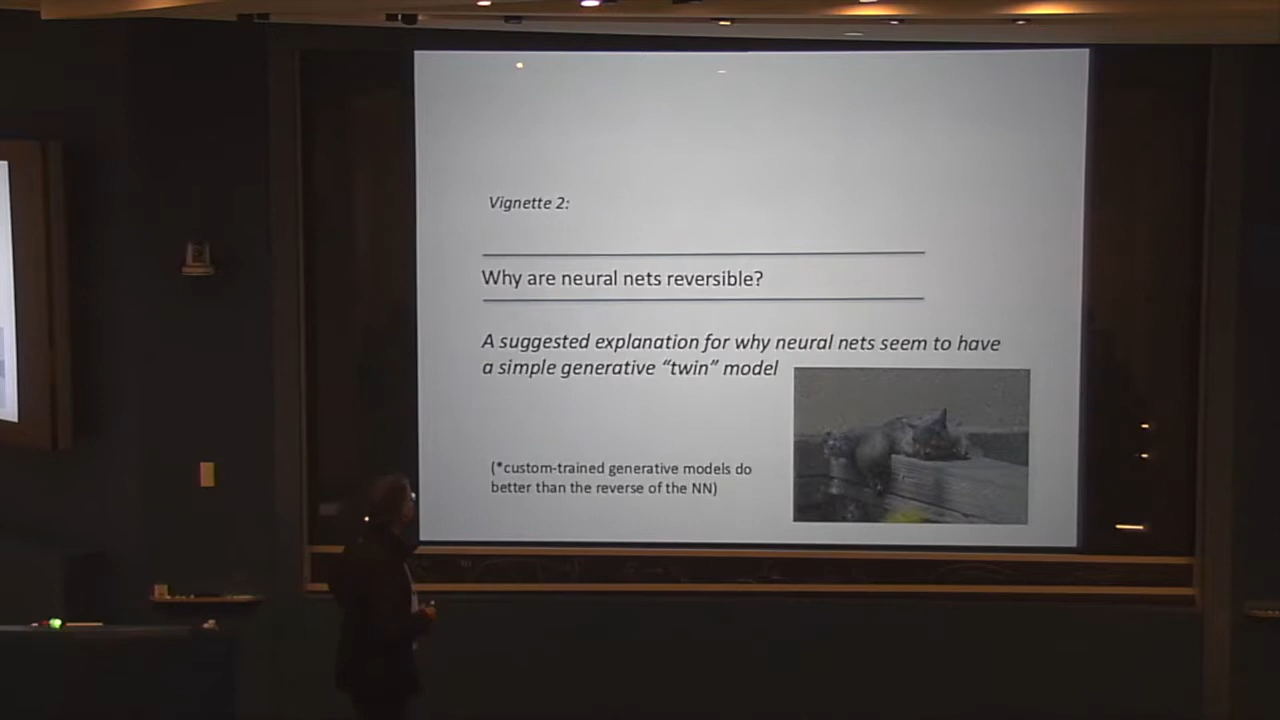 Vignette 2:
Why are neural nets reversible?
A suggested explanation for why neural nets seem to have
a simple generative “twin” model
(*custom-trained generative models do
better than the reverse of the NN)